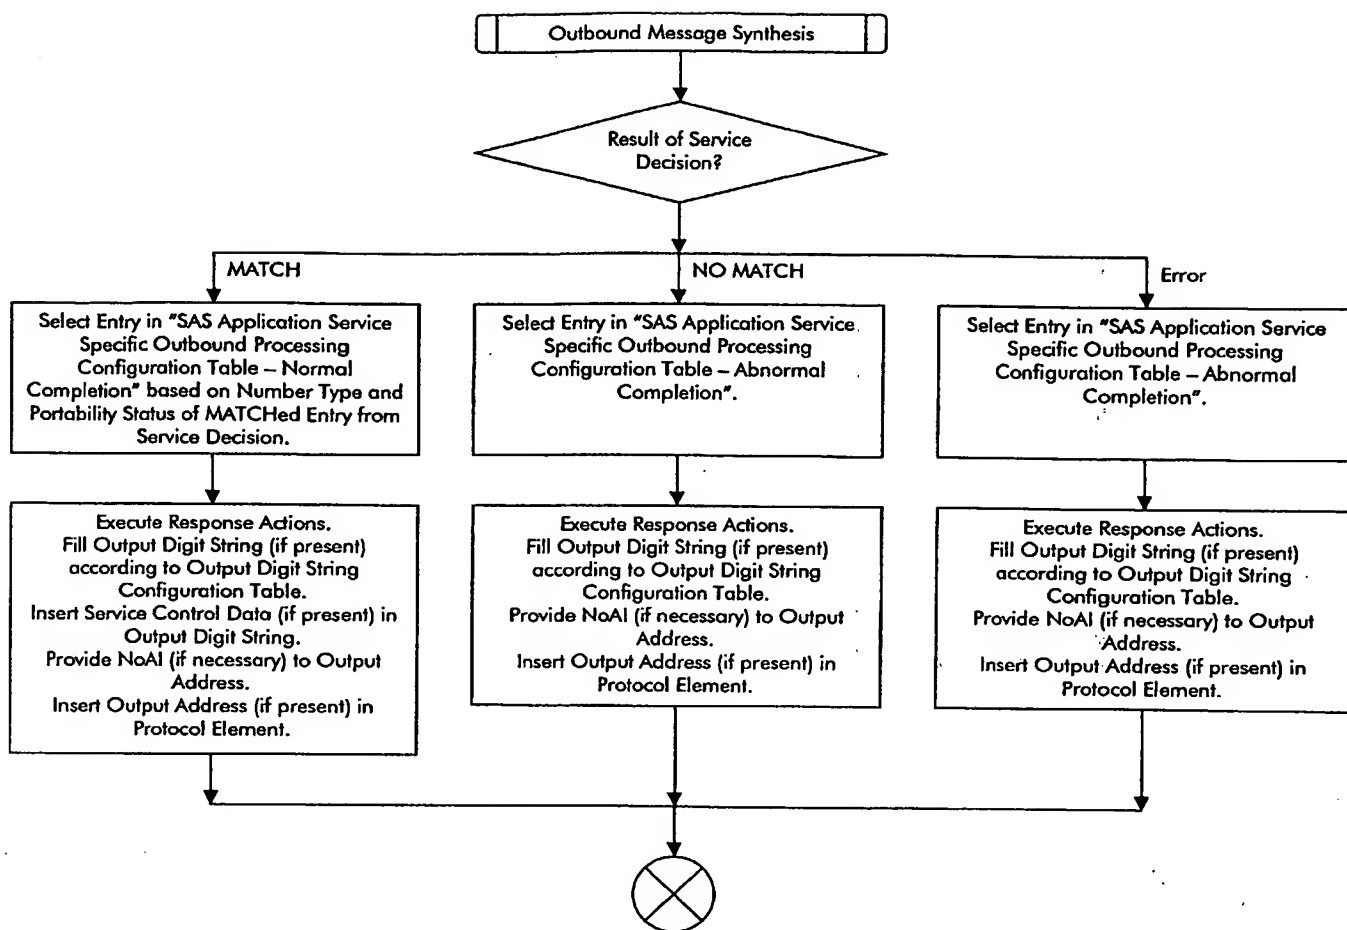 Outbound Message Synthesis
Result of Service
Decision?
MATCH
NO MATCH
Error
Select Entry in "SAS Application Service
Specific Outbound Processing
Configuration Table – Normal
Completion" based on Number Type and
Portability Status of MATCHed Entry from
Service Decision.
Select Entry in "SAS Application Service
Specific Outbound Processing
Configuration Table – Abnormal
Completion".
Select Entry in "SAS Application Service
Specific Outbound Processing
Configuration Table – Abnormal
Completion".
Execute Response Actions.
Fill Output Digit String (if present)
according to Output Digit String
Configuration Table.
Insert Service Control Data (if present) in
Output Digit String.
Provide NoAI (if necessary) to Output
Address.
Insert Output Address (if present) in
Protocol Element.
Execute Response Actions.
Fill Output Digit String (if present)
according to Output Digit String
Configuration Table.
Provide NoAI (if necessary) to Output
Address.
Insert Output Address (if present) in
Protocol Element.
Execute Response Actions.
Fill Output Digit String (if present)
according to Output Digit String
Configuration Table.
Provide NoAI (if necessary) to Output
Address.
Insert Output Address (if present) in
Protocol Element.